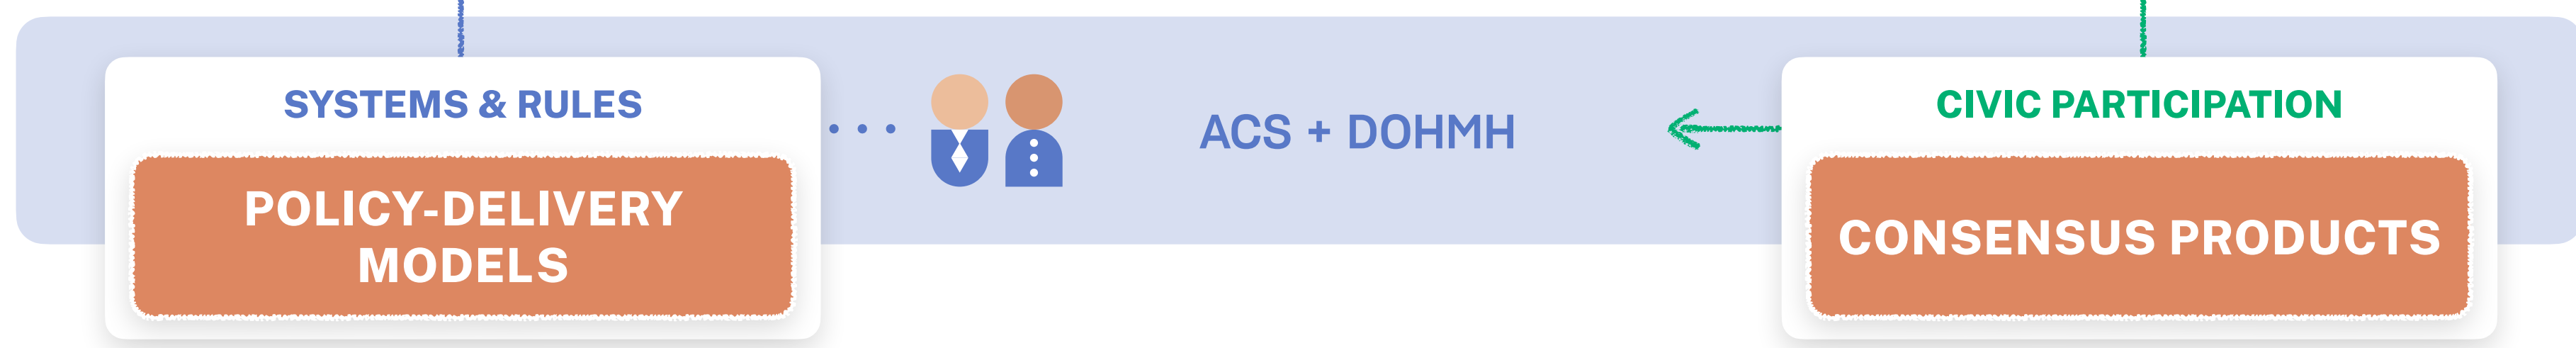 SYSTEMS & RULES
POLICY-DELIVERY
MODELS
ACS + DOHMH
CIVIC PARTICIPATION
CONSENSUS PRODUCTS